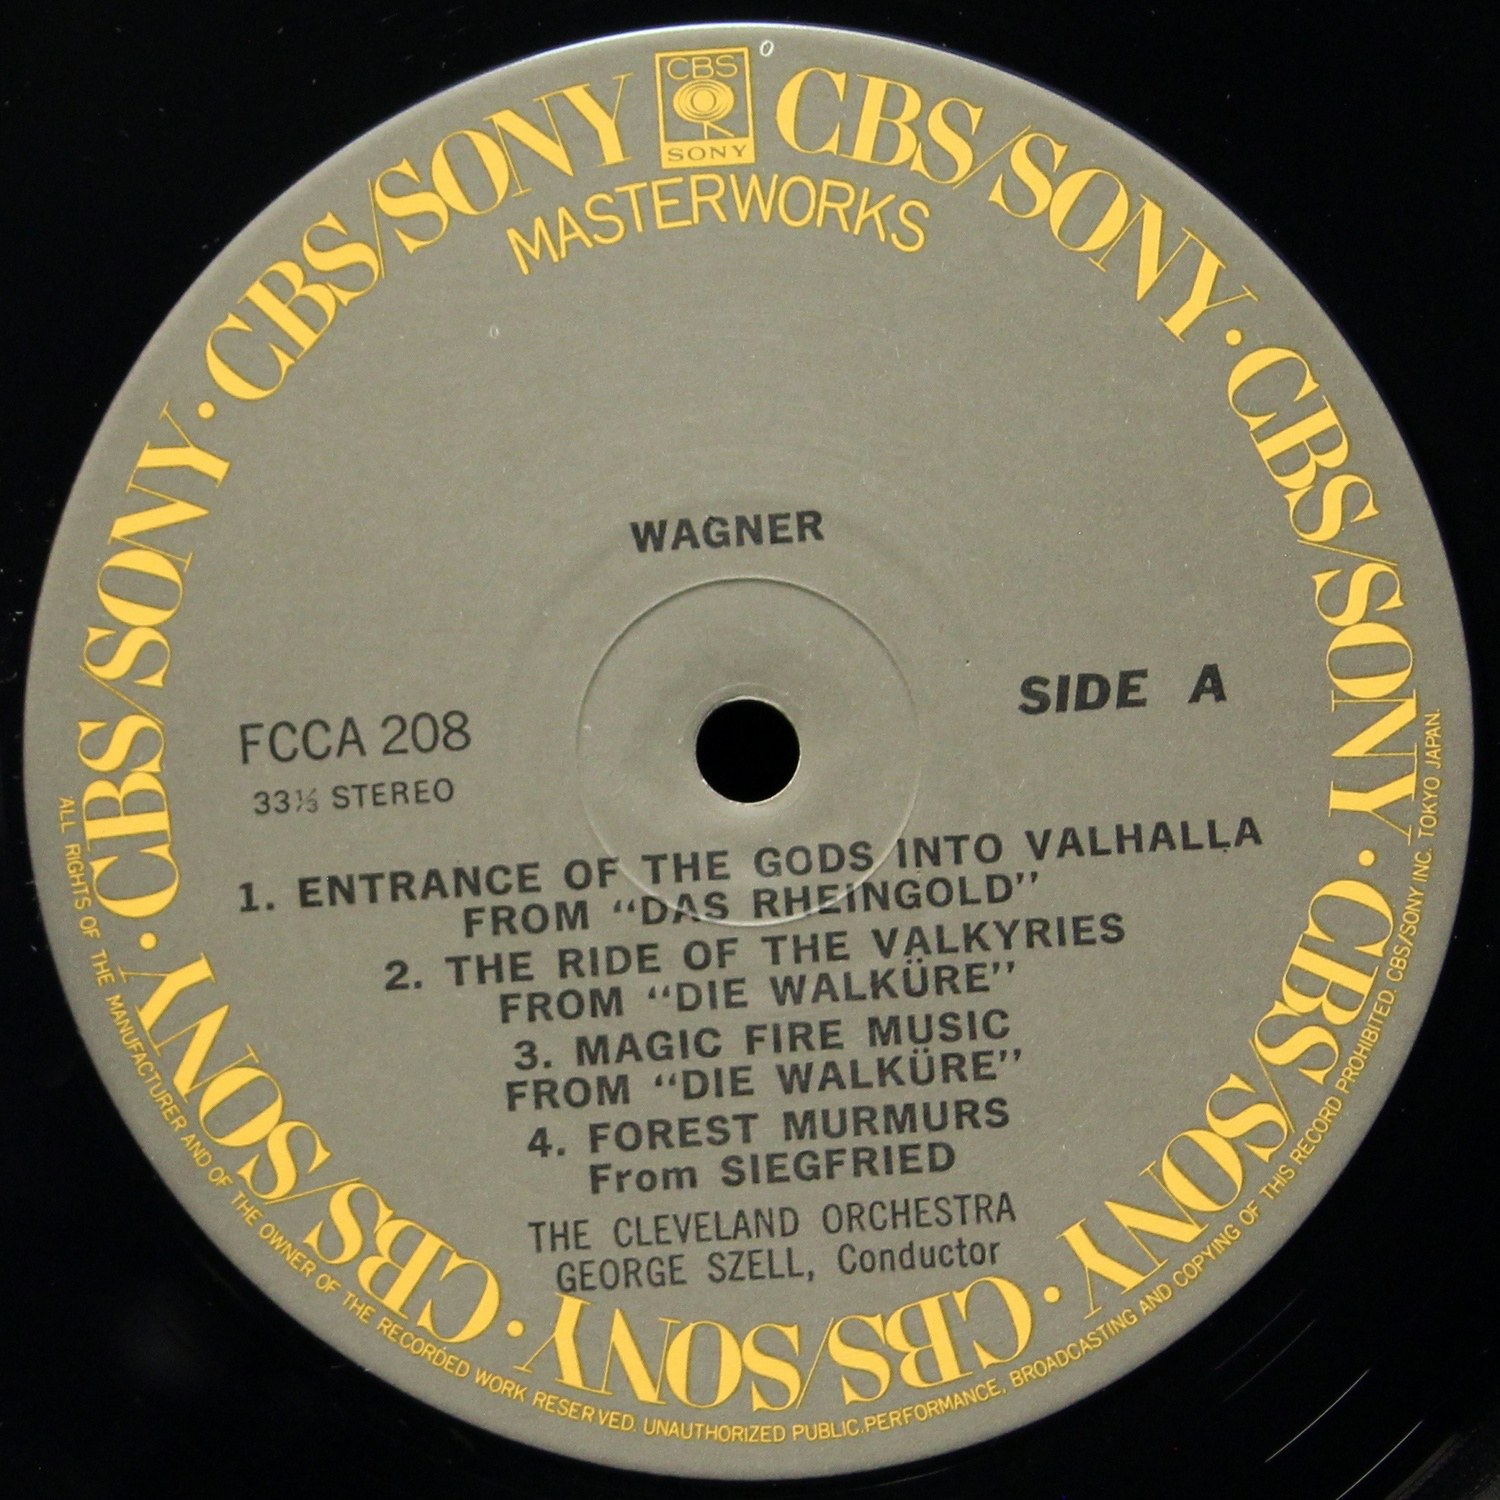 CBS
SONY
CBS/SONY · CBS/SONY · CBS/SONY · CBS/SONY · CBS/SONY · CBS/SONY · CBS/SONY · CBS/SONY
MASTERWORKS
WAGNER
SIDE A
FCCA 208
33⅓ STEREO
1. ENTRANCE OF THE GODS INTO VALHALLA
FROM “DAS RHEINGOLD”
2. THE RIDE OF THE VALKYRIES
FROM “DIE WALKÜRE”
3. MAGIC FIRE MUSIC
FROM “DIE WALKÜRE”
4. FOREST MURMURS
From SIEGFRIED
THE CLEVELAND ORCHESTRA
GEORGE SZELL, Conductor
ALL RIGHTS OF THE MANUFACTURER AND OF THE OWNER OF THE RECORDED WORK RESERVED. UNAUTHORIZED PUBLIC.PERFORMANCE, BROADCASTING AND COPYING OF THIS RECORD PROHIBITED. CBS/SONY INC. TOKYO JAPAN.